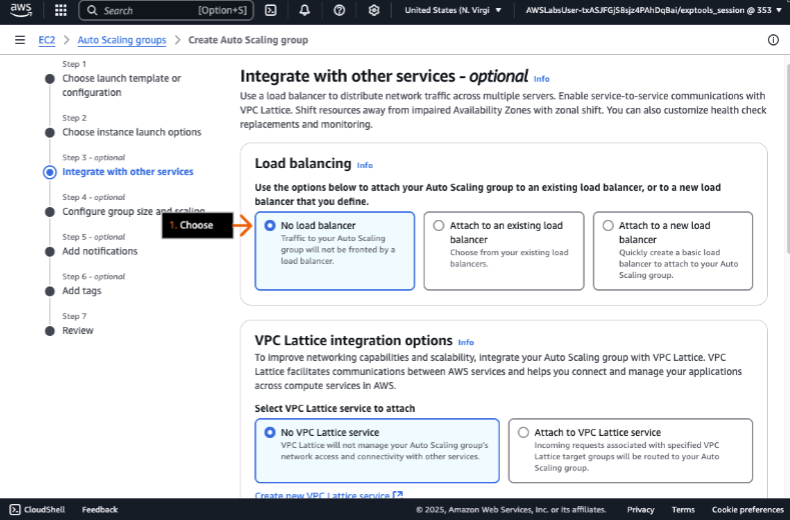 aws
Search
[Option+S]
United States (N. Virgi
AWSLabsUser-txASJFGjS8sjz4PAhDqBai/exptools_session @ 353
EC2 > Auto Scaling groups > Create Auto Scaling group
Step 1
Choose launch template or
configuration
Step 2
Choose instance launch options
Step 3 - optional
Integrate with other services
Step 4 - optional
Configure group size and scaling
Step 5 - optional
Add notifications
Step 6 - optional
Add tags
Step 7
Review
1. Choose
Integrate with other services - optional Info
Use a load balancer to distribute network traffic across multiple servers. Enable service-to-service communications with
VPC Lattice. Shift resources away from impaired Availability Zones with zonal shift. You can also customize health check
replacements and monitoring.
Load balancing Info
Use the options below to attach your Auto Scaling group to an existing load balancer, or to a new load
balancer that you define.
No load balancer
Traffic to your Auto Scaling
group will not be fronted by a
load balancer.
Attach to an existing load
balancer
Choose from your existing load
balancers.
Attach to a new load
balancer
Quickly create a basic load
balancer to attach to your Auto
Scaling group.
VPC Lattice integration options Info
To improve networking capabilities and scalability, integrate your Auto Scaling group with VPC Lattice. VPC
Lattice facilitates communications between AWS services and helps you connect and manage your applications
across compute services in AWS.
Select VPC Lattice service to attach
No VPC Lattice service
VPC Lattice will not manage your Auto Scaling group's
network access and connectivity with other services.
Attach to VPC Lattice service
Incoming requests associated with specified VPC
Lattice target groups will be routed to your Auto
Scaling group.
Create new VPC Lattice service
CloudShell
Feedback
© 2025, Amazon Web Services, Inc. or its affiliates.
Privacy
Terms
Cookie preferences